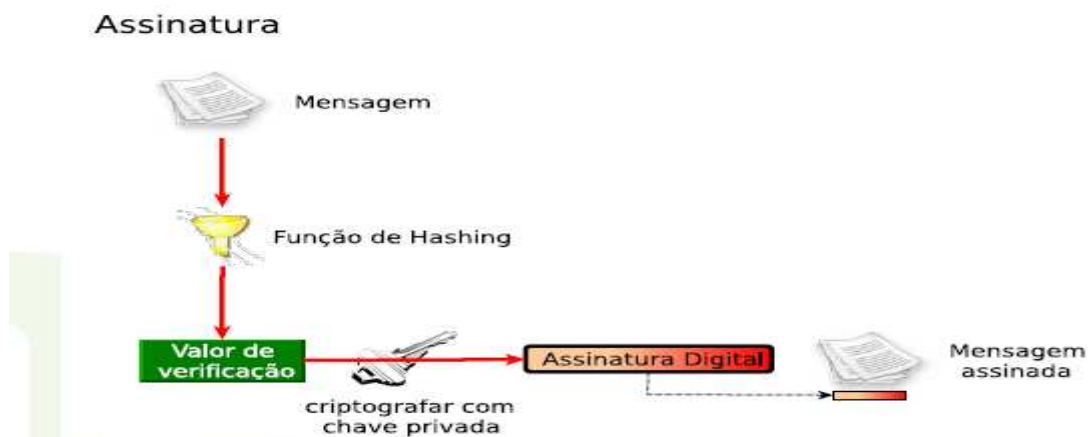 Assinatura
Mensagem
Função de Hashing
Valor de
verificação
criptografar com
chave privada
Assinatura Digital
Mensagem
assinada